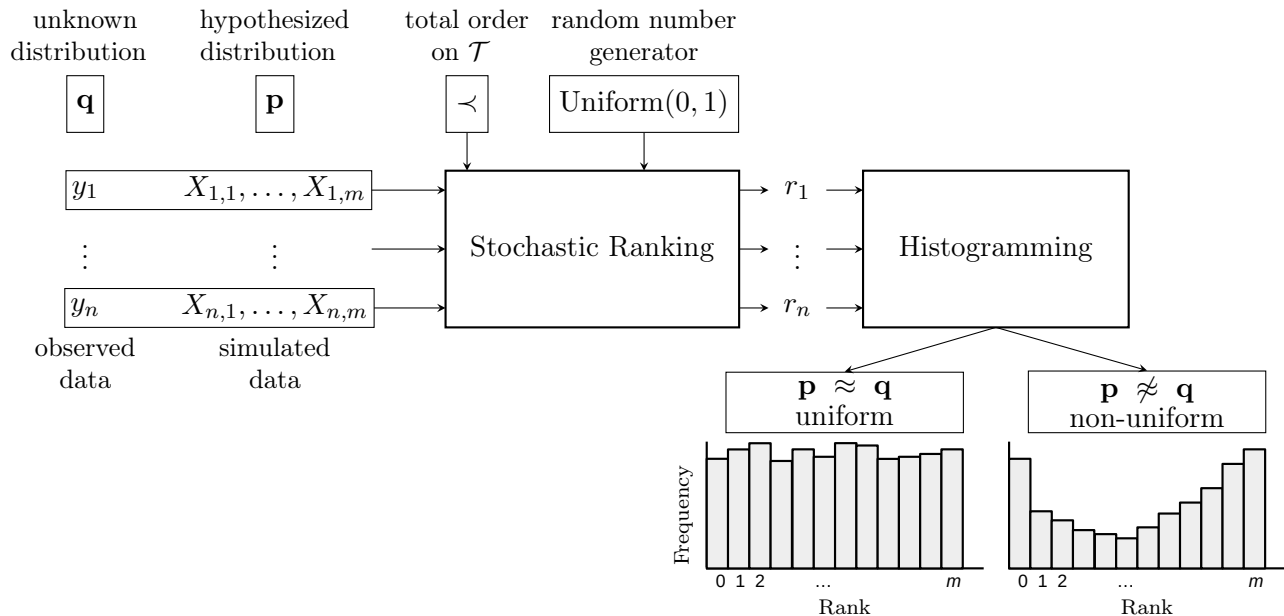 unknown distribution
hypothesized distribution
total order on 𝒯
random number generator
q
p
≺
Uniform(0, 1)
y₁ X₁,₁, . . . , X₁,ₘ
⋮ ⋮
yₙ Xₙ,₁, . . . , Xₙ,ₘ
observed data
simulated data
Stochastic Ranking
r₁
⋮
rₙ
Histogramming
p ≈ q
uniform
p ≉ q
non-uniform
Frequency
0 1 2 ... m
Rank
0 1 2 ... m
Rank